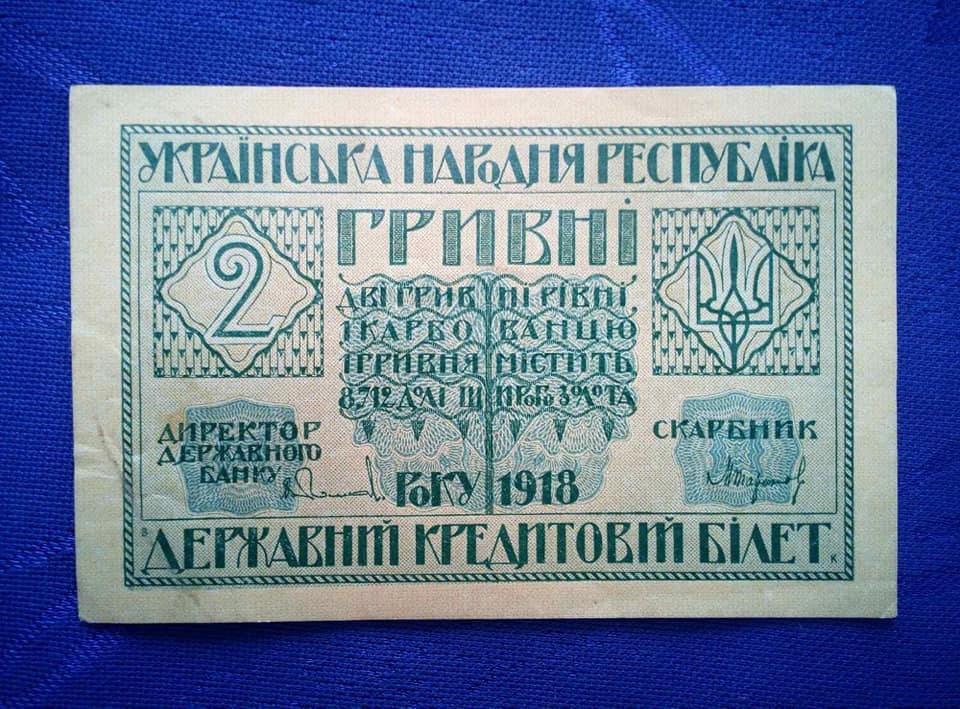 УКРАЇНСЬКА НАРОДНЯ РЕСПУБЛІКА
2
ГРИВНІ
ДВІ ГРИВНІ РІВНІ
1 КАРБОВАНЦЮ
1 ГРИВНЯ МІСТИТЬ
8.712 ДОЛІ ЩИРОГО ЗОЛОТА
ДИРЕКТОР
ДЕРЖАВНОГО
БАНКУ
СКАРБНИК
РОКУ 1918
В
ДЕРЖАВНИЙ КРЕДИТОВИЙ БІЛЕТ
К